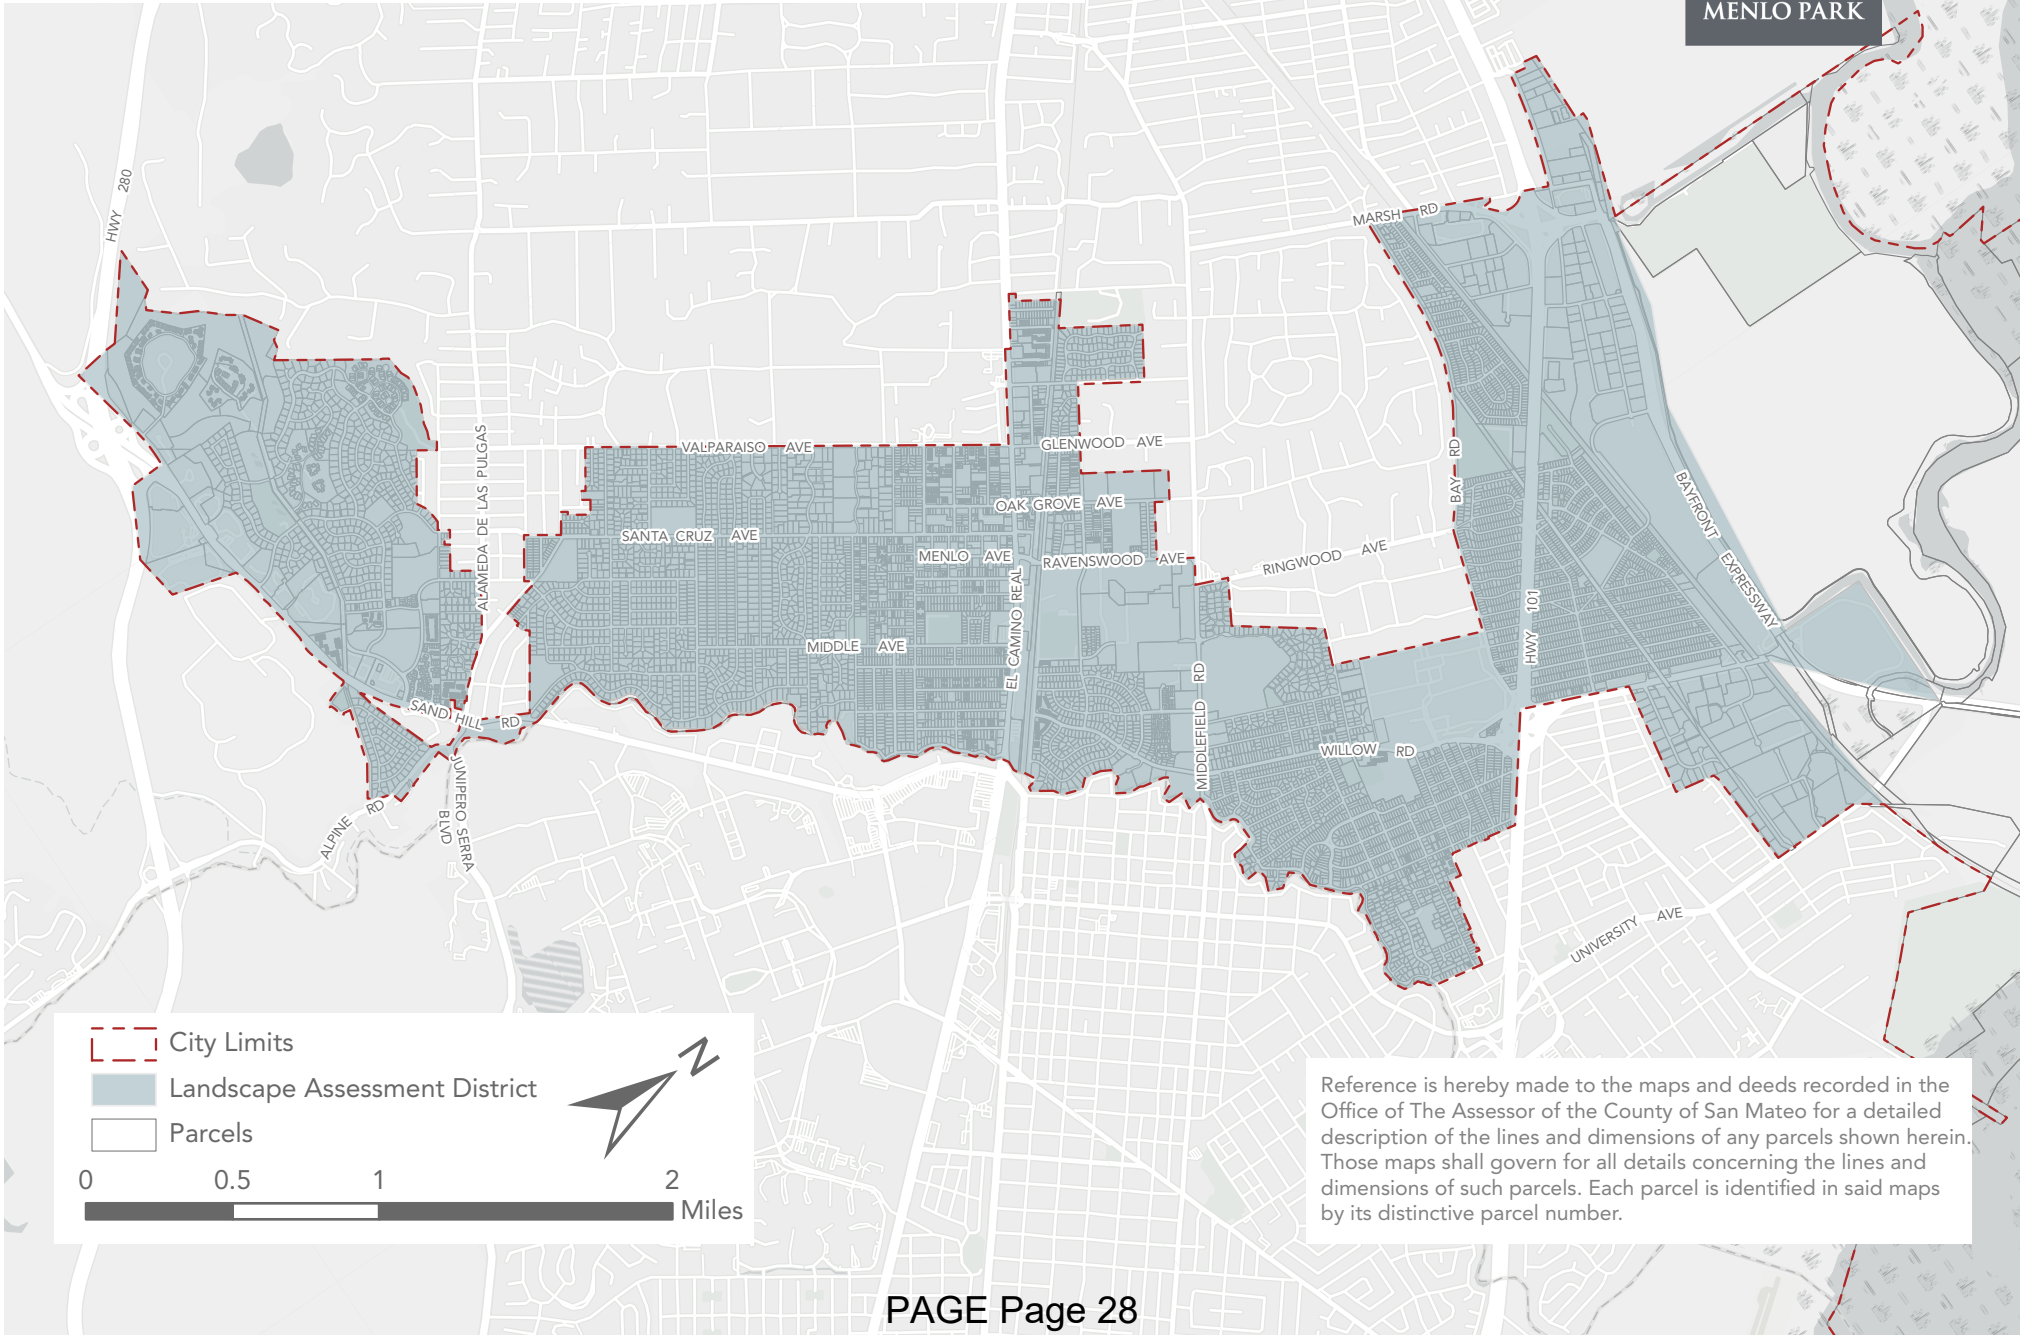 MENLO PARK
HWY 280
MARSH RD
ALAMEDA DE LAS PULGAS
VALPARAISO AVE
GLENWOOD AVE
BAY RD
OAK GROVE AVE
SANTA CRUZ AVE
MENLO AVE
RAVENSWOOD AVE
RINGWOOD AVE
BAYFRONT EXPRESSWAY
HWY 101
EL CAMINO REAL
MIDDLE AVE
MIDDLEFIELD RD
SAND HILL RD
WILLOW RD
JUNIPERO SERRA
BLVD
ALPINE RD
UNIVERSITY AVE
City Limits
Landscape Assessment District
Parcels
N
0 0.5 1 2
Miles
Reference is hereby made to the maps and deeds recorded in the
Office of The Assessor of the County of San Mateo for a detailed
description of the lines and dimensions of any parcels shown herein.
Those maps shall govern for all details concerning the lines and
dimensions of such parcels. Each parcel is identified in said maps
by its distinctive parcel number.
PAGE Page 28